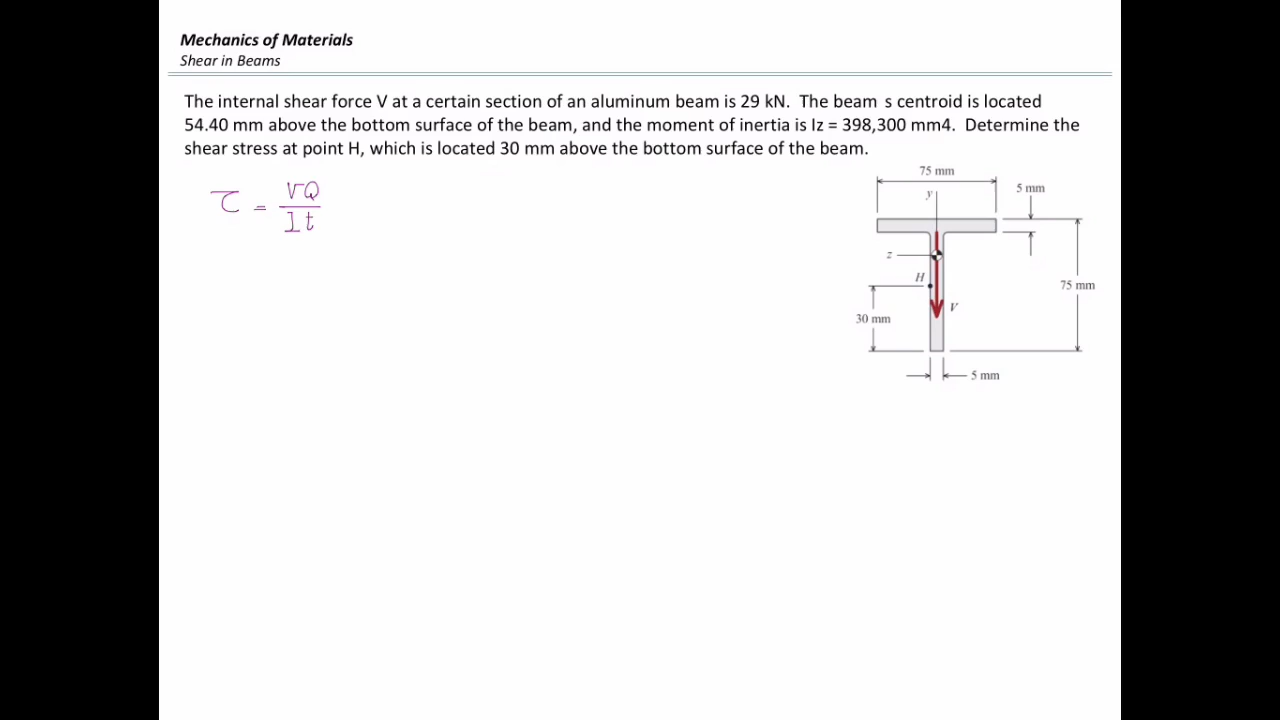 Mechanics of Materials
Shear in Beams
The internal shear force V at a certain section of an aluminum beam is 29 kN. The beam s centroid is located
54.40 mm above the bottom surface of the beam, and the moment of inertia is Iz = 398,300 mm4. Determine the
shear stress at point H, which is located 30 mm above the bottom surface of the beam.
τ = VQ
It
75 mm
5 mm
y
z
H
75 mm
V
30 mm
5 mm